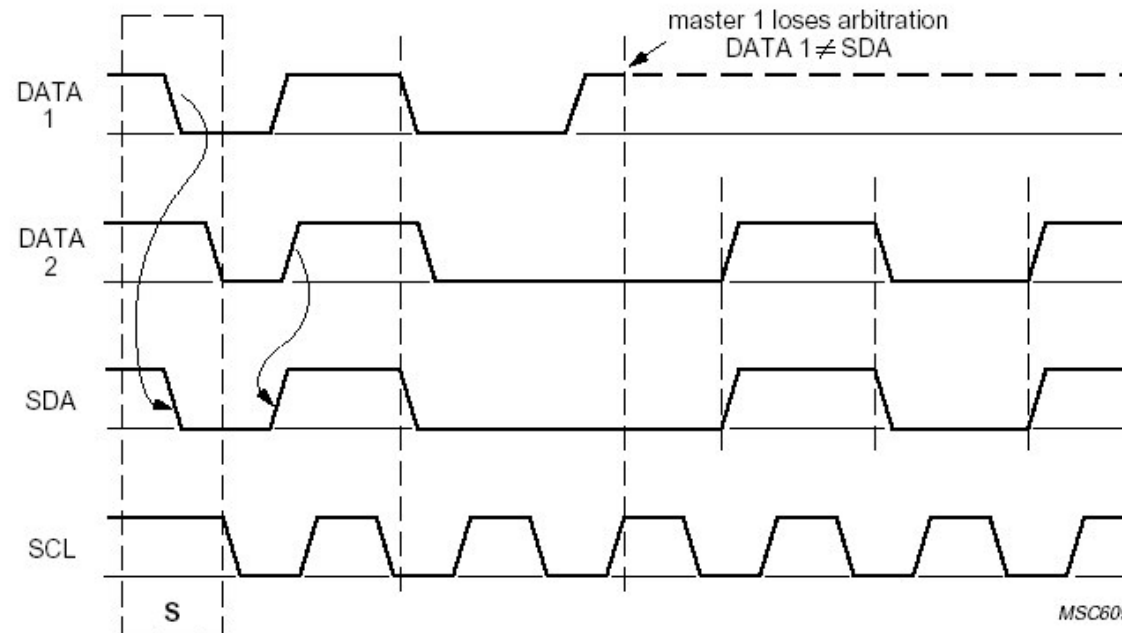 master 1 loses arbitration
DATA 1 ≠ SDA
DATA
1
DATA
2
SDA
SCL
S